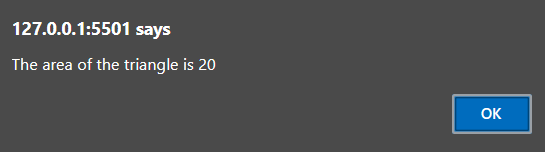 127.0.0.1:5501 says
The area of the triangle is 20
OK